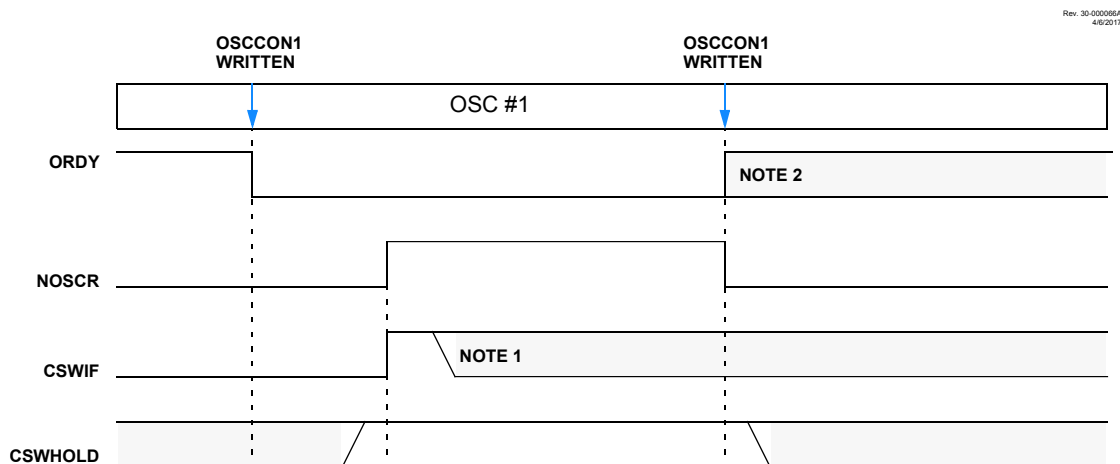 Rev. 30-000066A
4/6/2017
OSCCON1
WRITTEN
OSCCON1
WRITTEN
OSC #1
ORDY
NOTE 2
NOSCR
CSWIF
NOTE 1
CSWHOLD